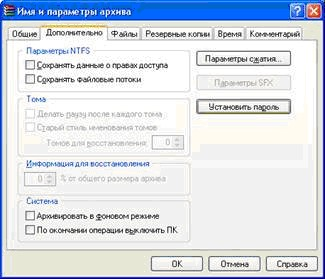 Имя и параметры архива
Общие Дополнительно Файлы Резервные копии Время Комментарий
Параметры NTFS
Сохранять данные о правах доступа
Сохранять файловые потоки
Параметры сжатия...
Параметры SFX
Установить пароль
Тома
Делать паузу после каждого тома
Старый стиль именования томов
Томов для восстановления: 0
Информация для восстановления
0 % от общего размера архива
Система
Архивировать в фоновом режиме
По окончании операции выключить ПК
OK Отмена Справка